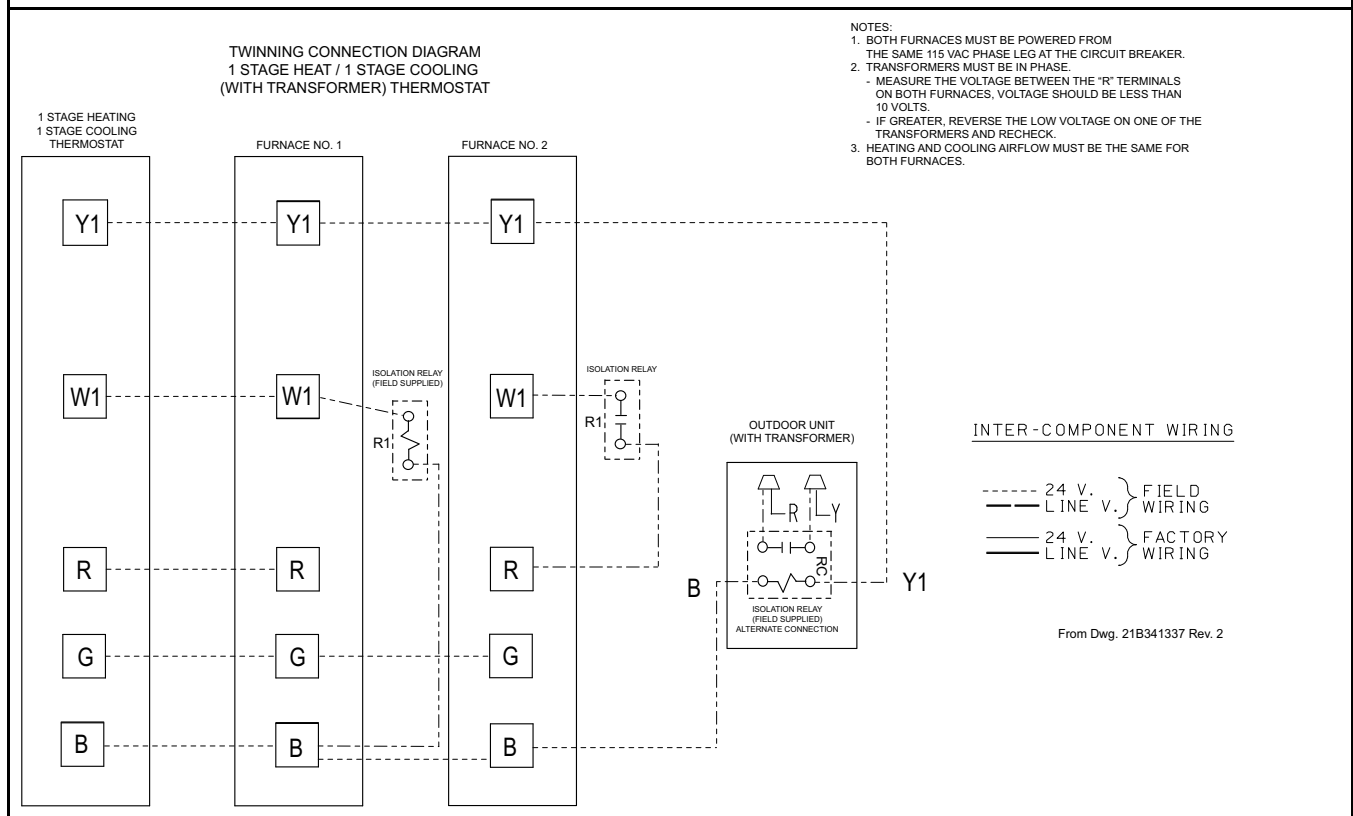 TWINNING CONNECTION DIAGRAM
1 STAGE HEAT / 1 STAGE COOLING
(WITH TRANSFORMER) THERMOSTAT
NOTES:
1. BOTH FURNACES MUST BE POWERED FROM
THE SAME 115 VAC PHASE LEG AT THE CIRCUIT BREAKER.
2. TRANSFORMERS MUST BE IN PHASE.
- MEASURE THE VOLTAGE BETWEEN THE “R” TERMINALS
ON BOTH FURNACES, VOLTAGE SHOULD BE LESS THAN
10 VOLTS.
- IF GREATER, REVERSE THE LOW VOLTAGE ON ONE OF THE
TRANSFORMERS AND RECHECK.
3. HEATING AND COOLING AIRFLOW MUST BE THE SAME FOR
BOTH FURNACES.
1 STAGE HEATING
1 STAGE COOLING
THERMOSTAT
FURNACE NO. 1
FURNACE NO. 2
Y1
Y1
Y1
ISOLATION RELAY
(FIELD SUPPLIED)
ISOLATION RELAY
W1
W1
R1
W1
R1
OUTDOOR UNIT
(WITH TRANSFORMER)
R
Y
RC
ISOLATION RELAY
(FIELD SUPPLIED)
ALTERNATE CONNECTION
B
Y1
R
R
R
G
G
G
B
B
B
INTER-COMPONENT WIRING
24 V.
LINE V.
FIELD
WIRING
24 V.
LINE V.
FACTORY
WIRING
From Dwg. 21B341337 Rev. 2